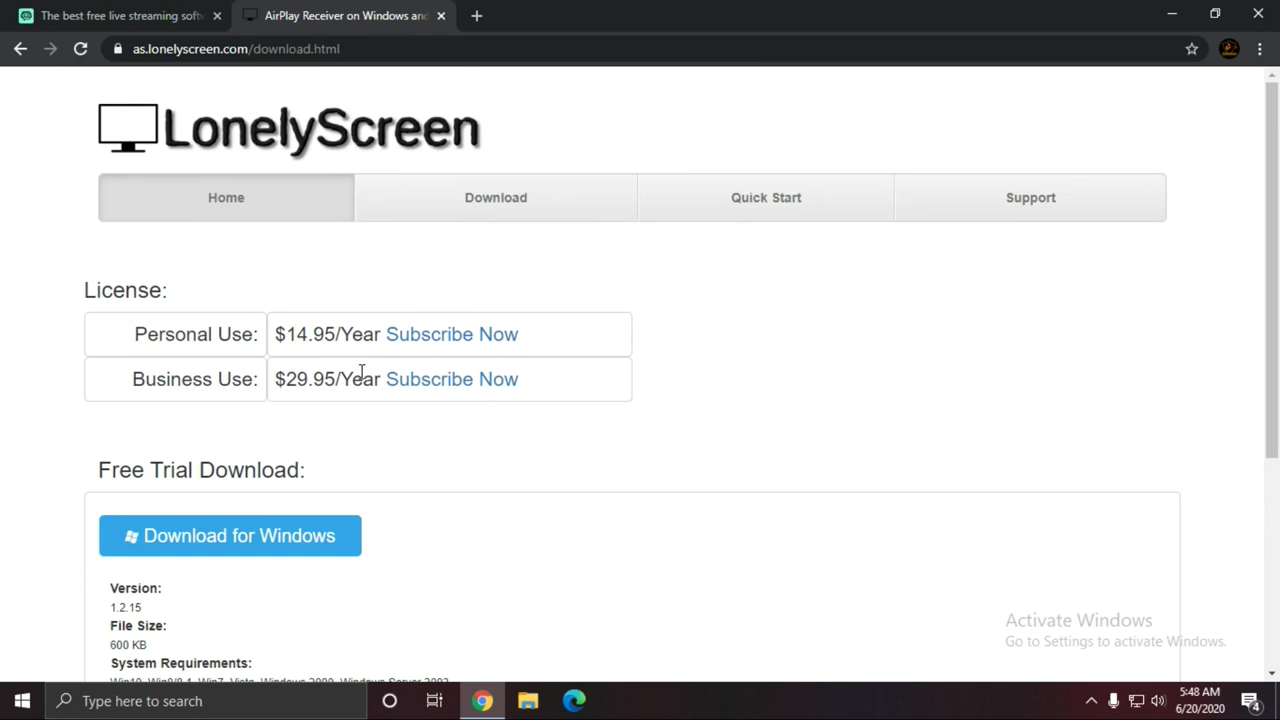 The best free live streaming softw
AirPlay Receiver on Windows and
as.lonelyscreen.com/download.html
LonelyScreen
Home
Download
Quick Start
Support
License:
Personal Use: $14.95/Year Subscribe Now
Business Use: $29.95/Year Subscribe Now
Free Trial Download:
Download for Windows
Version:
1.2.15
File Size:
600 KB
System Requirements:
Activate Windows
Go to Settings to activate Windows.
Type here to search
5:48 AM
6/20/2020
4